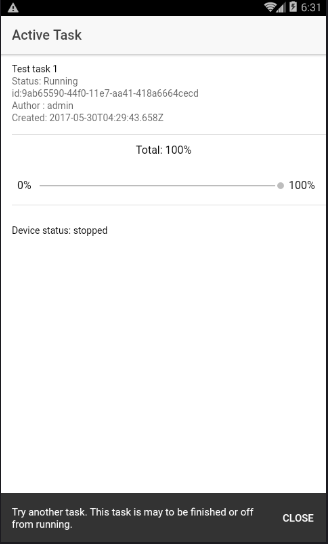 6:31
Active Task
Test task 1
Status: Running
id:9ab65590-44f0-11e7-aa41-418a6664cecd
Author : admin
Created: 2017-05-30T04:29:43.658Z
Total: 100%
0% 100%
Device status: stopped
Try another task. This task is may to be finished or off
from running.
CLOSE